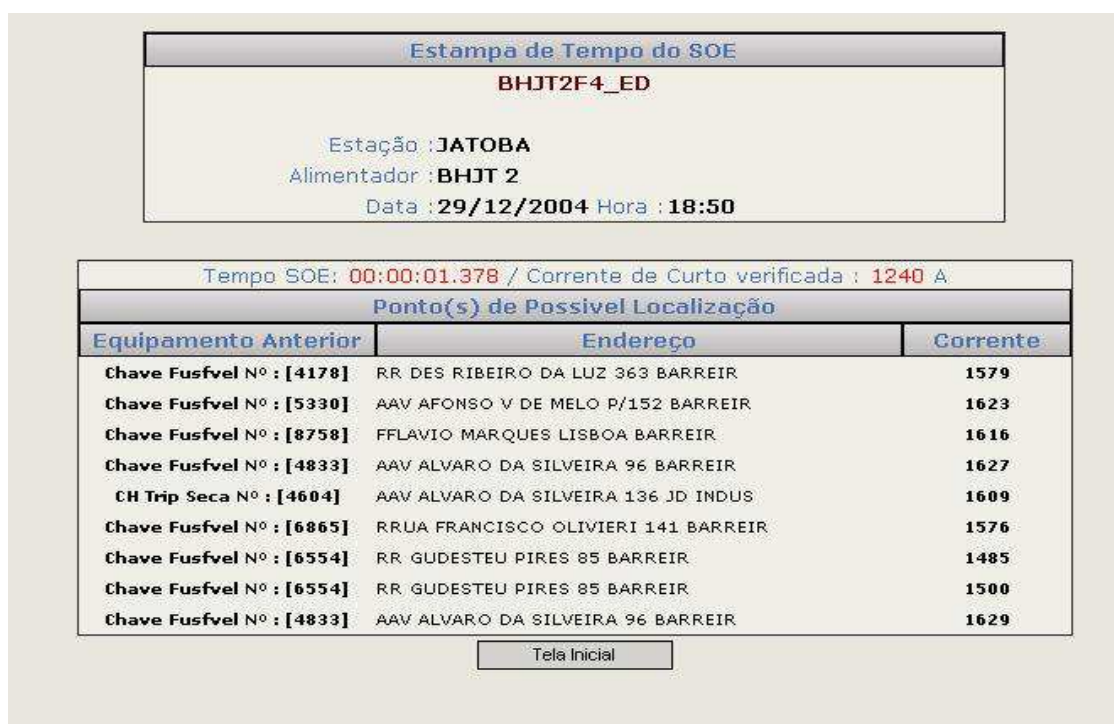 Estampa de Tempo do SOE
BHJT2F4_ED
Estação :JATOBA
Alimentador :BHJT 2
Data :29/12/2004 Hora :18:50
Tempo SOE: 00:00:01.378 / Corrente de Curto verificada : 1240 A
Ponto(s) de Possivel Localização
Equipamento Anterior Endereço Corrente
Chave Fusfvel Nº : [4178] RR DES RIBEIRO DA LUZ 363 BARREIR 1579
Chave Fusfvel Nº : [5330] AAV AFONSO V DE MELO P/152 BARREIR 1623
Chave Fusfvel Nº : [8758] FFLAVIO MARQUES LISBOA BARREIR 1616
Chave Fusfvel Nº : [4833] AAV ALVARO DA SILVEIRA 96 BARREIR 1627
CH Trip Seca Nº : [4604] AAV ALVARO DA SILVEIRA 136 JD INDUS 1609
Chave Fusfvel Nº : [6865] RRUA FRANCISCO OLIVIERI 141 BARREIR 1576
Chave Fusfvel Nº : [6554] RR GUDESTEU PIRES 85 BARREIR 1485
Chave Fusfvel Nº : [6554] RR GUDESTEU PIRES 85 BARREIR 1500
Chave Fusfvel Nº : [4833] AAV ALVARO DA SILVEIRA 96 BARREIR 1629
Tela Inicial